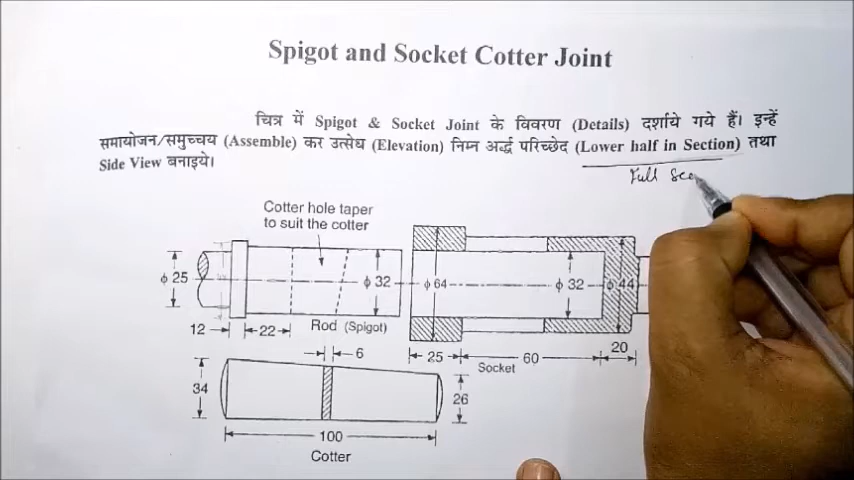 Spigot and Socket Cotter Joint
चित्र में Spigot & Socket Joint के विवरण (Details) दर्शाये गये हैं। इन्हें
समायोजन/समुच्चय (Assemble) कर उत्सेध (Elevation) निम्न अर्द्ध परिच्छेद (Lower half in Section) तथा
Side View बनाइये।
Full Sec
Cotter hole taper
to suit the cotter
ϕ 25
ϕ 32
ϕ 64
ϕ 32
ϕ 44
12
22
Rod (Spigot)
25
60
20
Socket
6
34
26
100
Cotter